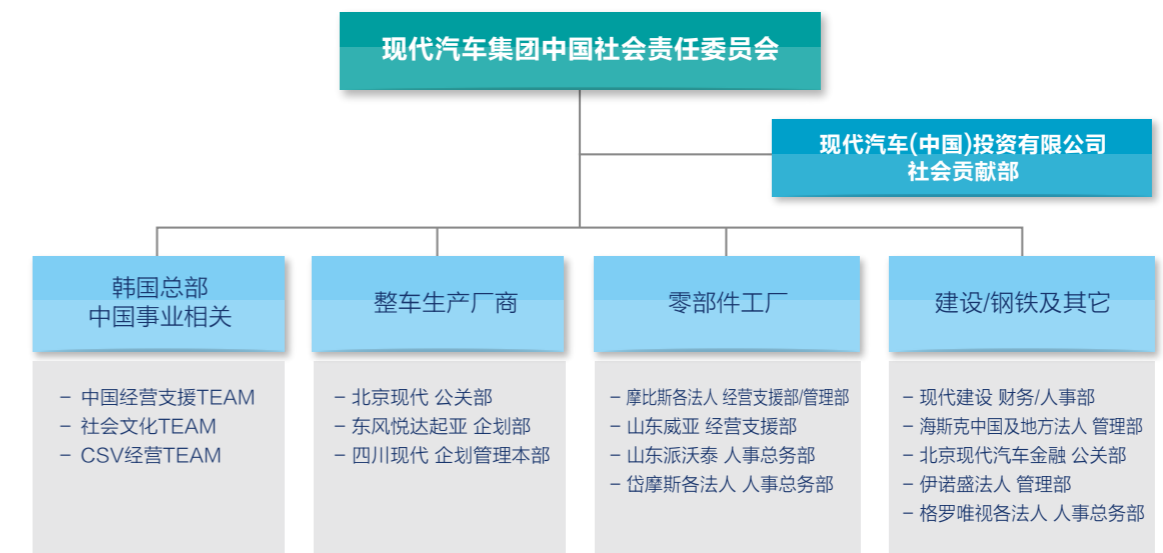 现代汽车集团中国社会责任委员会
现代汽车(中国)投资有限公司
社会贡献部
韩国总部
中国事业相关
– 中国经营支援TEAM
– 社会文化TEAM
– CSV经营TEAM
整车生产厂商
– 北京现代 公关部
– 东风悦达起亚 企划部
– 四川现代 企划管理本部
零部件工厂
– 摩比斯各法人 经营支援部/管理部
– 山东威亚 经营支援部
– 山东派沃泰 人事总务部
– 岱摩斯各法人 人事总务部
建设/钢铁及其它
– 现代建设 财务/人事部
– 海斯克中国及地方法人 管理部
– 北京现代汽车金融 公关部
– 伊诺盛法人 管理部
– 格罗唯视各法人 人事总务部